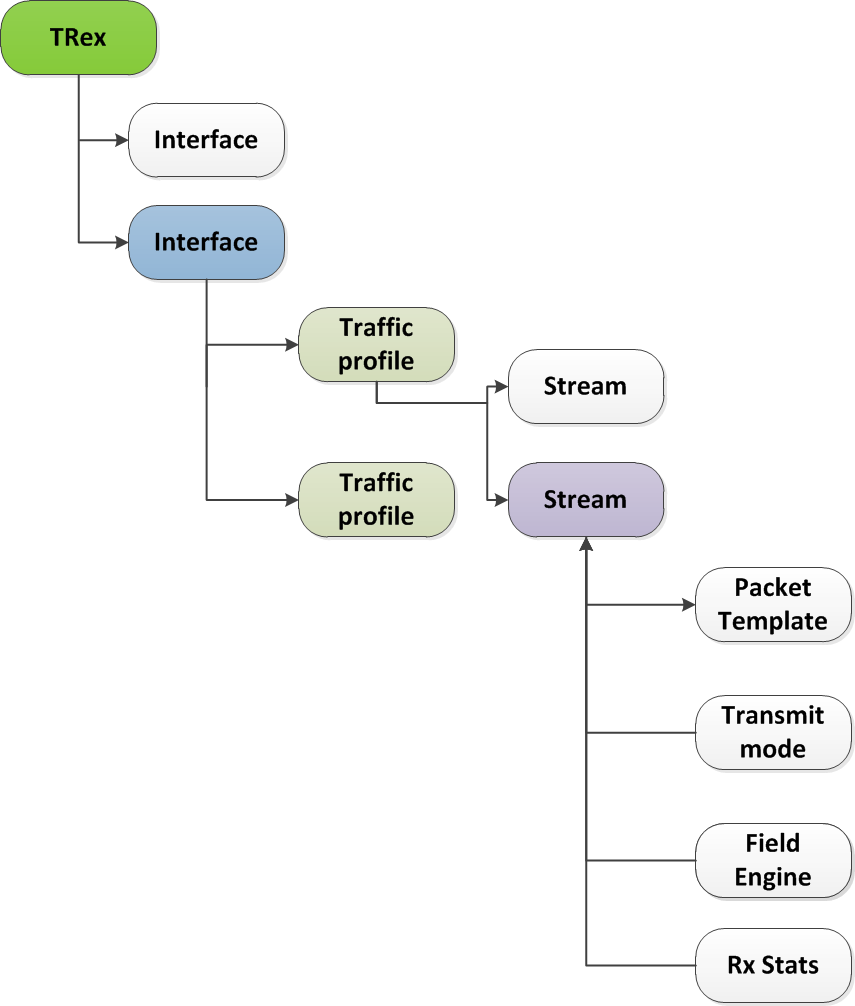 TRex
Interface
Interface
Traffic
profile
Stream
Traffic
profile
Stream
Packet
Template
Transmit
mode
Field
Engine
Rx Stats